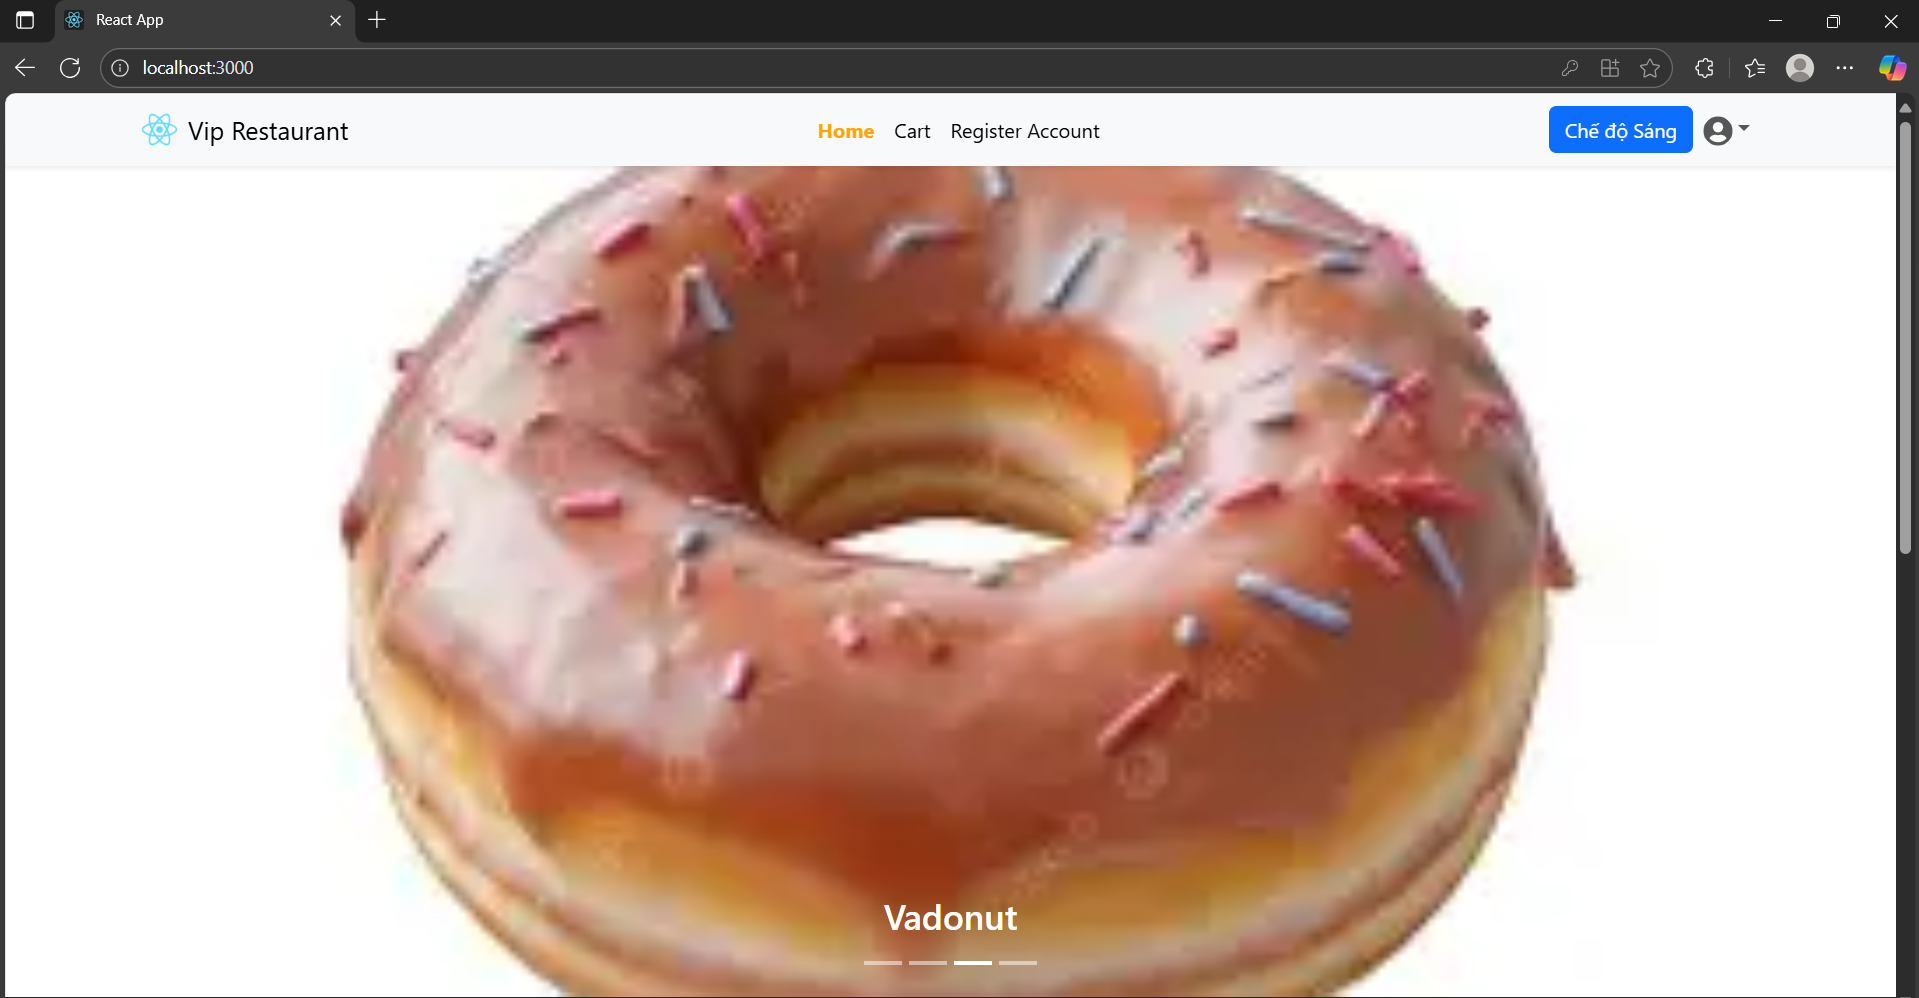 React App
localhost:3000
Vip Restaurant
Home
Cart
Register Account
Chế độ Sáng
Vadonut